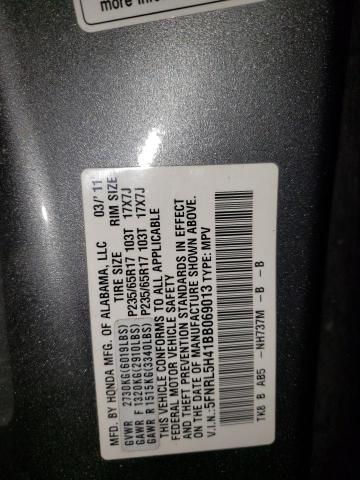 more infor
MFD. BY HONDA MFG. OF ALABAMA, LLC 03/'11
TIRE SIZE RIM SIZE
GVWR 2730KG(6019LBS)
GAWR F 1320KG(2910LBS) P235/65R17 103T 17X7J
GAWR R 1515KG(3340LBS) P235/65R17 103T 17X7J
THIS VEHICLE CONFORMS TO ALL APPLICABLE
FEDERAL MOTOR VEHICLE SAFETY
AND THEFT PREVENTION STANDARDS IN EFFECT
ON THE DATE OF MANUFACTURE SHOWN ABOVE.
V.I.N.:5FNRL5H41BB069013 TYPE: MPV
TK8 B AB5 -NH737M -B -B